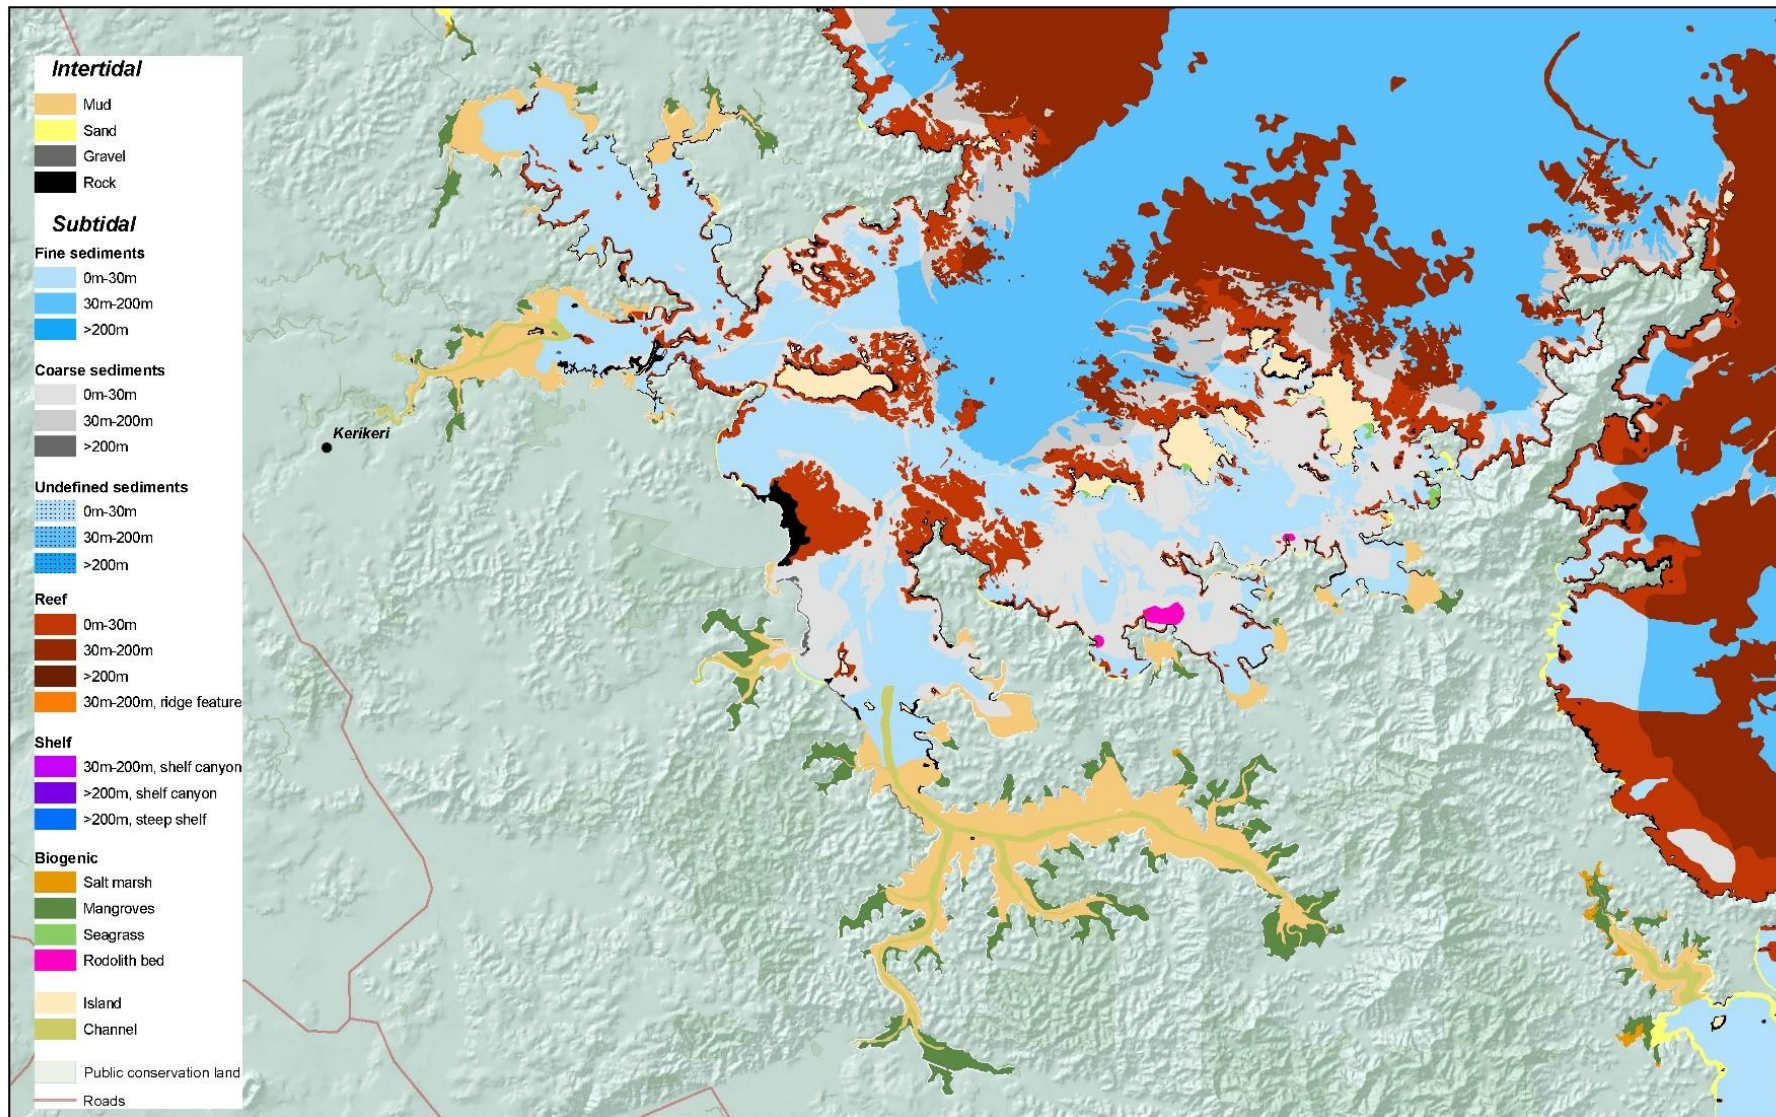 Intertidal
Mud
Sand
Gravel
Rock
Subtidal
Fine sediments
0m-30m
30m-200m
>200m
Coarse sediments
0m-30m
30m-200m
>200m
Undefined sediments
0m-30m
30m-200m
>200m
Reef
0m-30m
30m-200m
>200m
30m-200m, ridge feature
Shelf
30m-200m, shelf canyon
>200m, shelf canyon
>200m, steep shelf
Biogenic
Salt marsh
Mangroves
Seagrass
Rodolith bed
Island
Channel
Public conservation land
Roads
Kerikeri